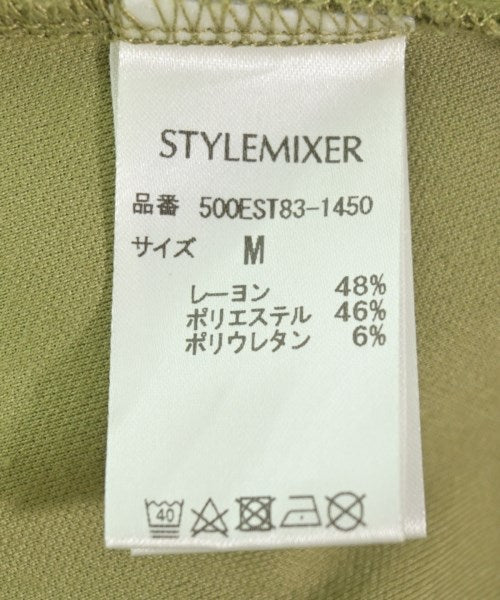 STYLEMIXER
品番 500EST83-1450
サイズ M
レーヨン 48%
ポリエステル 46%
ポリウレタン 6%
40